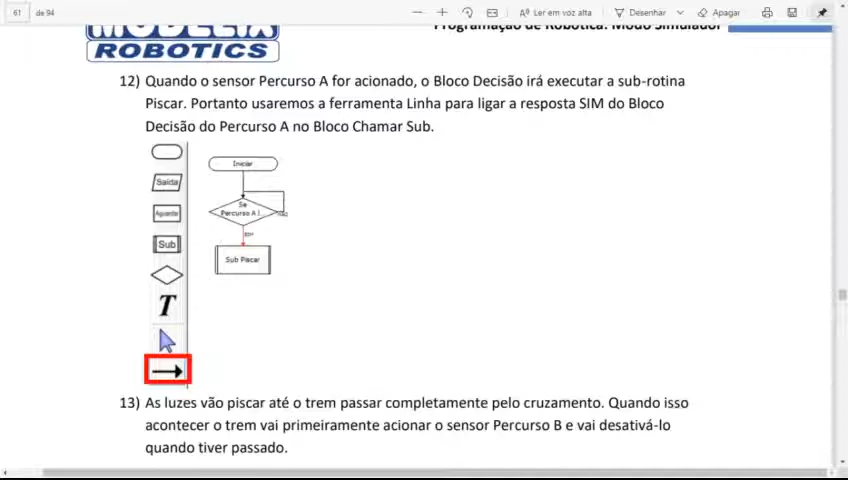 61 de 94 Ler em voz alta Desenhar Apagar
MODELIX Programação de Robótica: Modo Simulador
ROBOTICS
12) Quando o sensor Percurso A for acionado, o Bloco Decisão irá executar a sub-rotina
Piscar. Portanto usaremos a ferramenta Linha para ligar a resposta SIM do Bloco
Decisão do Percurso A no Bloco Chamar Sub.
Saída
Aguarde
Sub
T
Iniciar
Se
Percurso A l...
NÃO
SIM
Sub Piscar
13) As luzes vão piscar até o trem passar completamente pelo cruzamento. Quando isso
acontecer o trem vai primeiramente acionar o sensor Percurso B e vai desativá-lo
quando tiver passado.